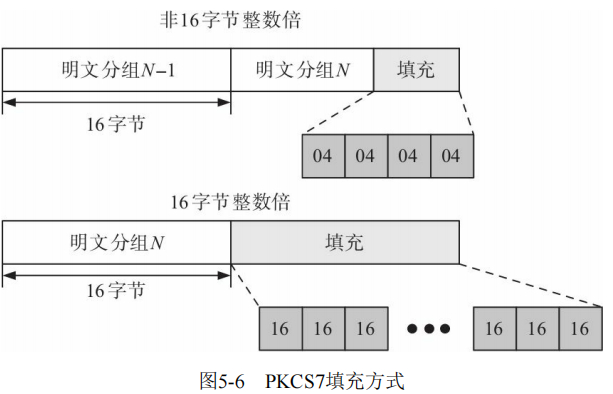 非16字节整数倍
明文分组N−1 明文分组N 填充
16字节
04 04 04 04
16字节整数倍
明文分组N 填充
16字节
16 16 16 ••• 16 16 16
图5-6 PKCS7填充方式